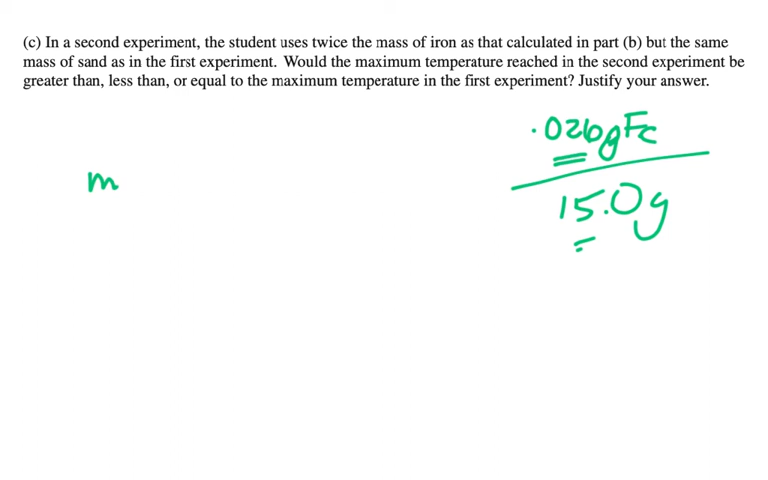 (c) In a second experiment, the student uses twice the mass of iron as that calculated in part (b) but the same
mass of sand as in the first experiment. Would the maximum temperature reached in the second experiment be
greater than, less than, or equal to the maximum temperature in the first experiment? Justify your answer.
.026g Fe
15.0g
m